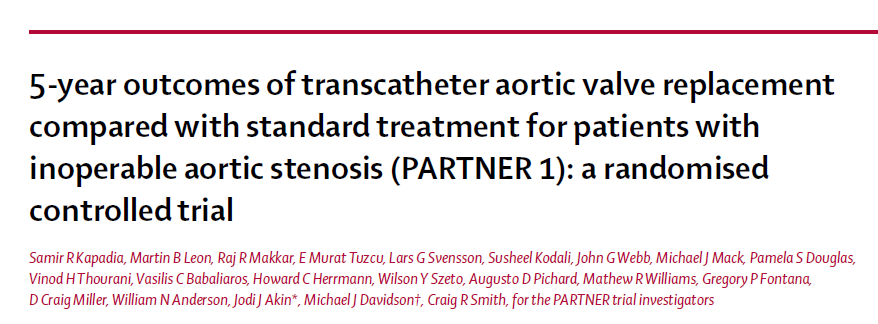 5-year outcomes of transcatheter aortic valve replacement
compared with standard treatment for patients with
inoperable aortic stenosis (PARTNER 1): a randomised
controlled trial
Samir R Kapadia, Martin B Leon, Raj R Makkar, E Murat Tuzcu, Lars G Svensson, Susheel Kodali, John G Webb, Michael J Mack, Pamela S Douglas,
Vinod H Thourani, Vasilis C Babaliaros, Howard C Herrmann, Wilson Y Szeto, Augusto D Pichard, Mathew R Williams, Gregory P Fontana,
D Craig Miller, William N Anderson, Jodi J Akin*, Michael J Davidson†, Craig R Smith, for the PARTNER trial investigators